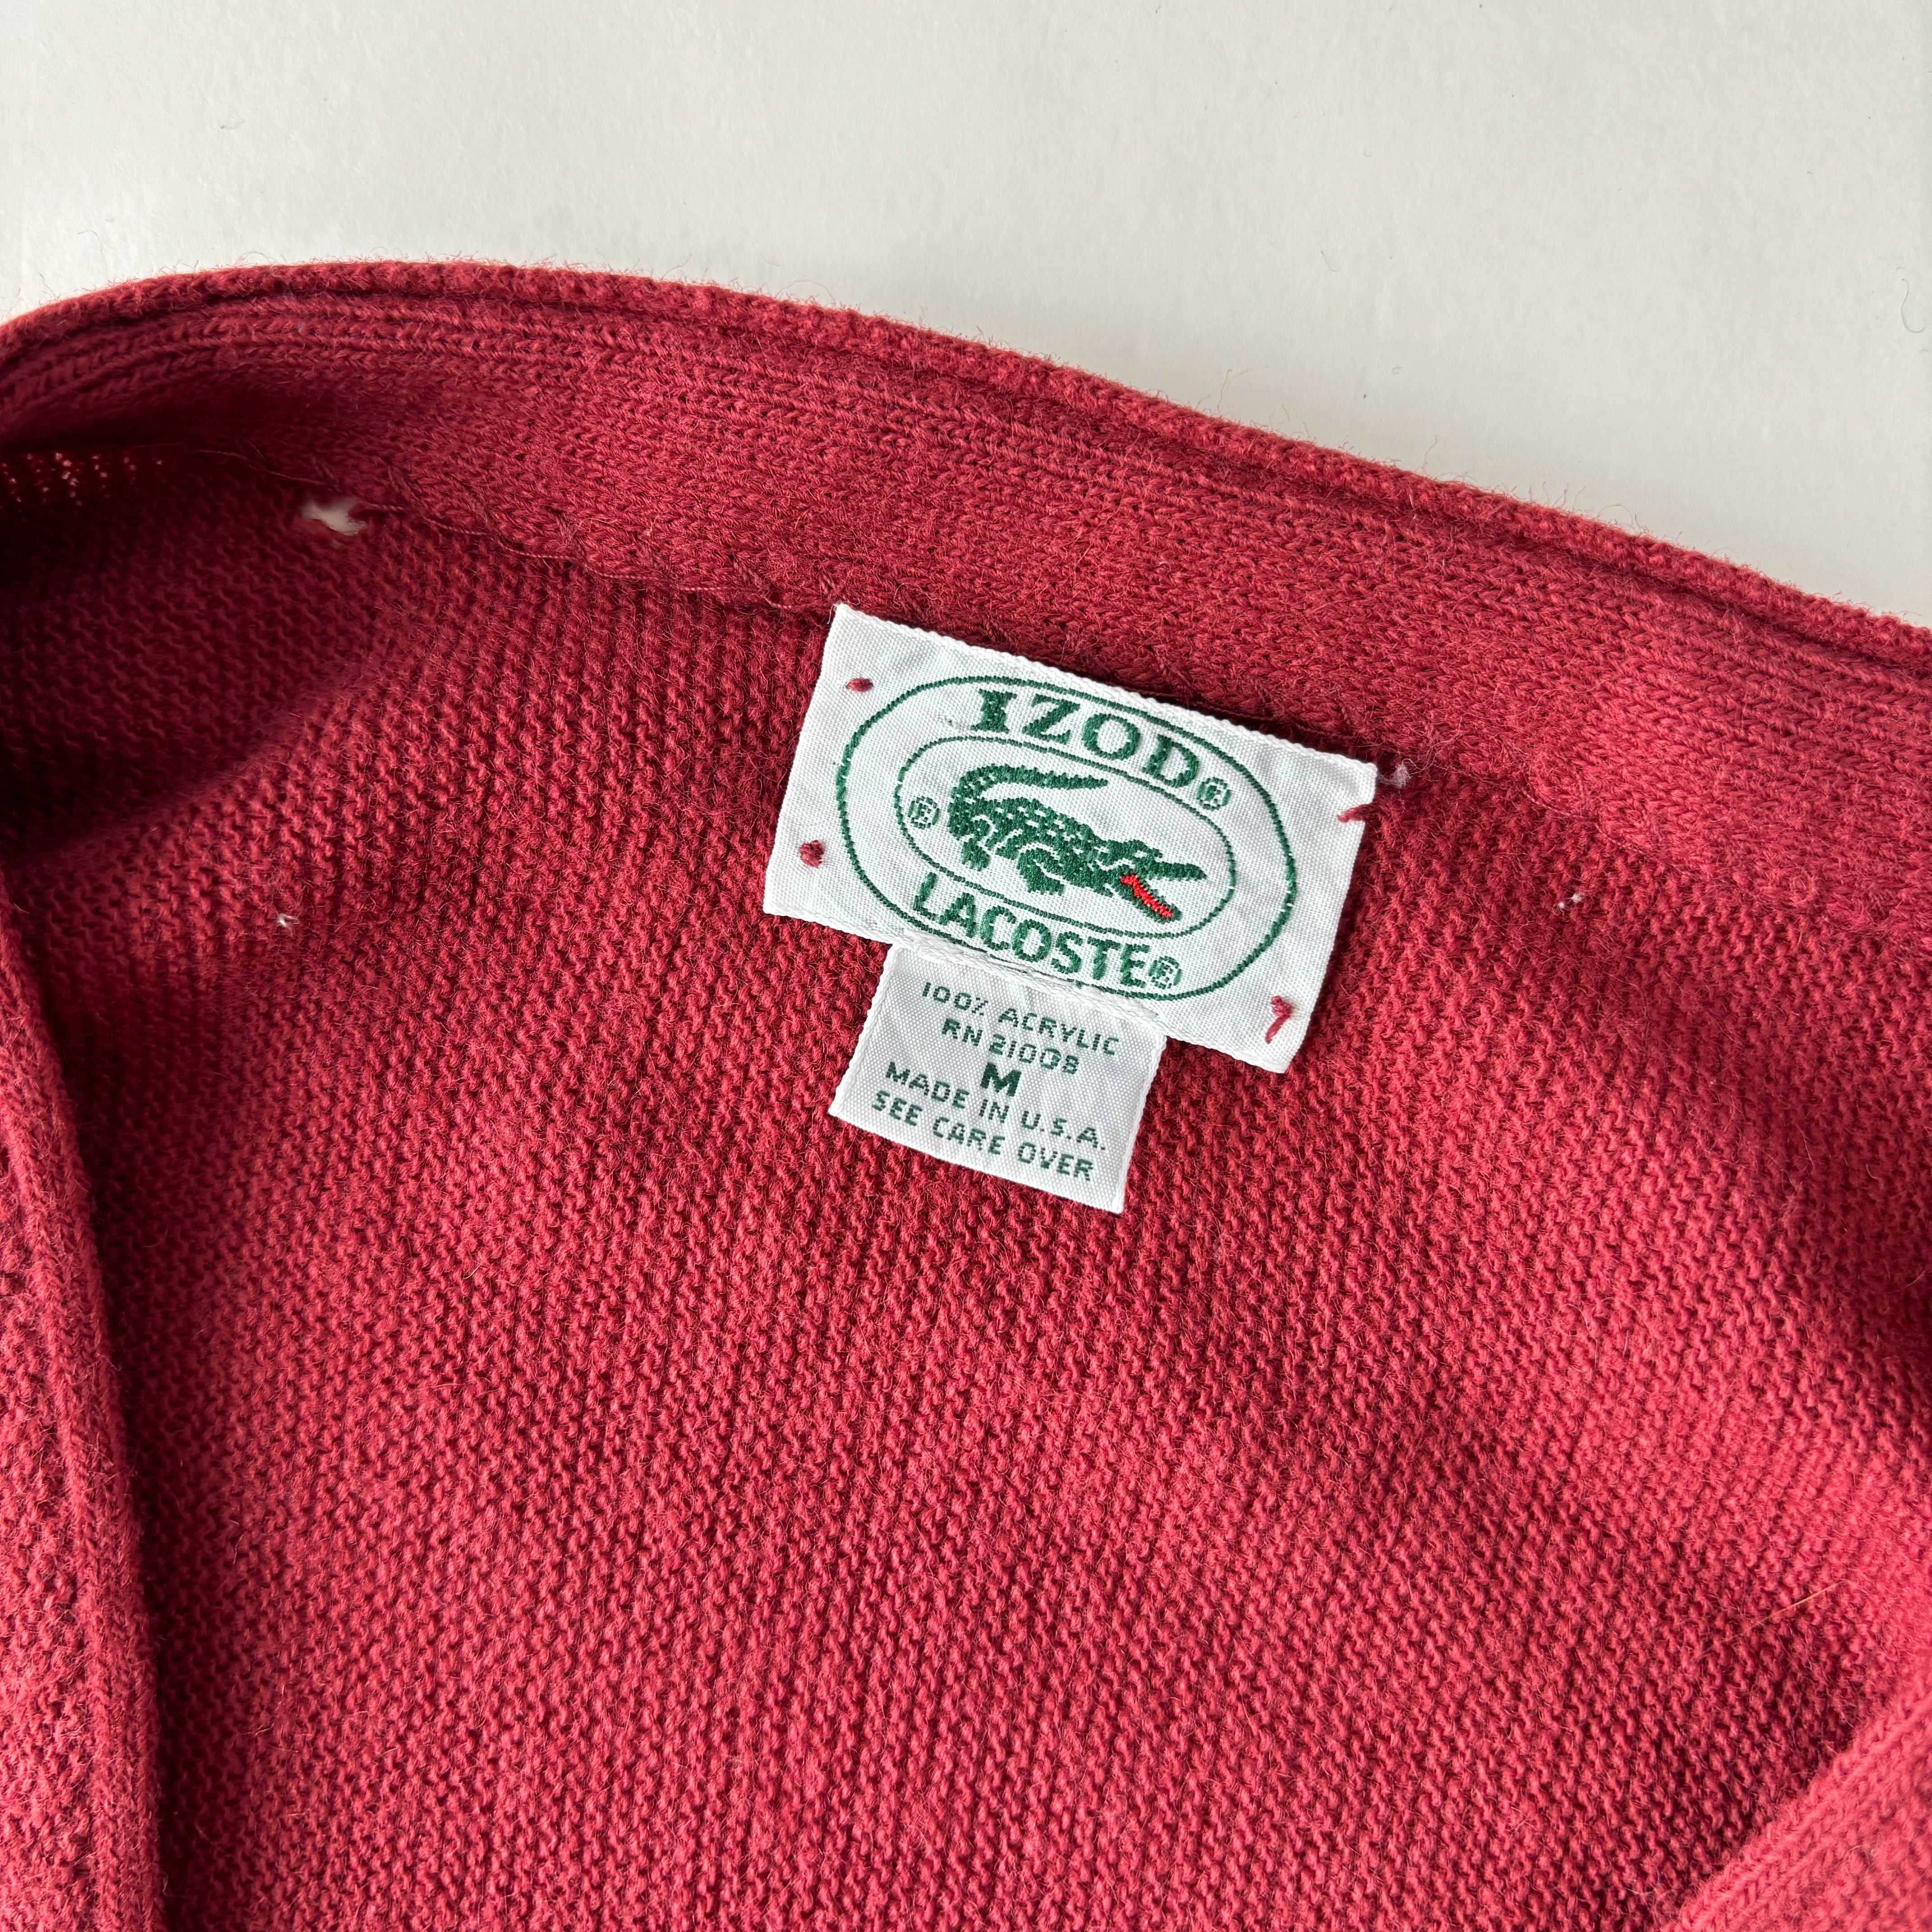 IZOD®
®
LACOSTE®
100% ACRYLIC
RN 21008
M
MADE IN U.S.A.
SEE CARE OVER